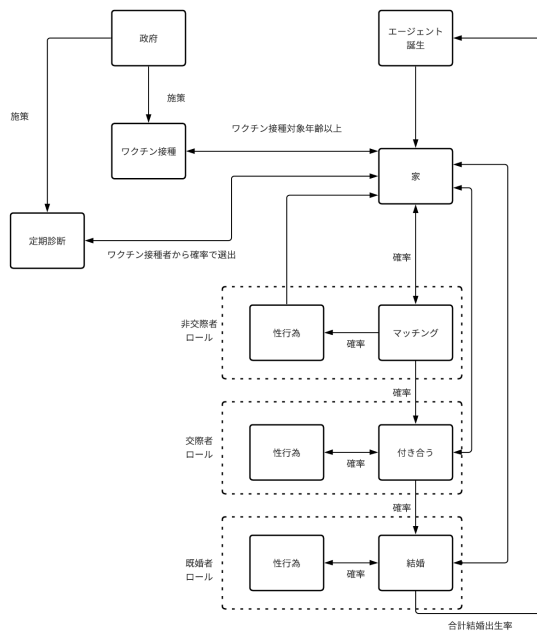 政府
エージェント
誕生
施策
施策
ワクチン接種対象年齢以上
ワクチン接種
家
定期診断
ワクチン接種者から確率で選出
確率
非交際者
ロール
性行為
マッチング
確率
確率
交際者
ロール
性行為
付き合う
確率
確率
既婚者
ロール
性行為
結婚
確率
合計結婚出生率